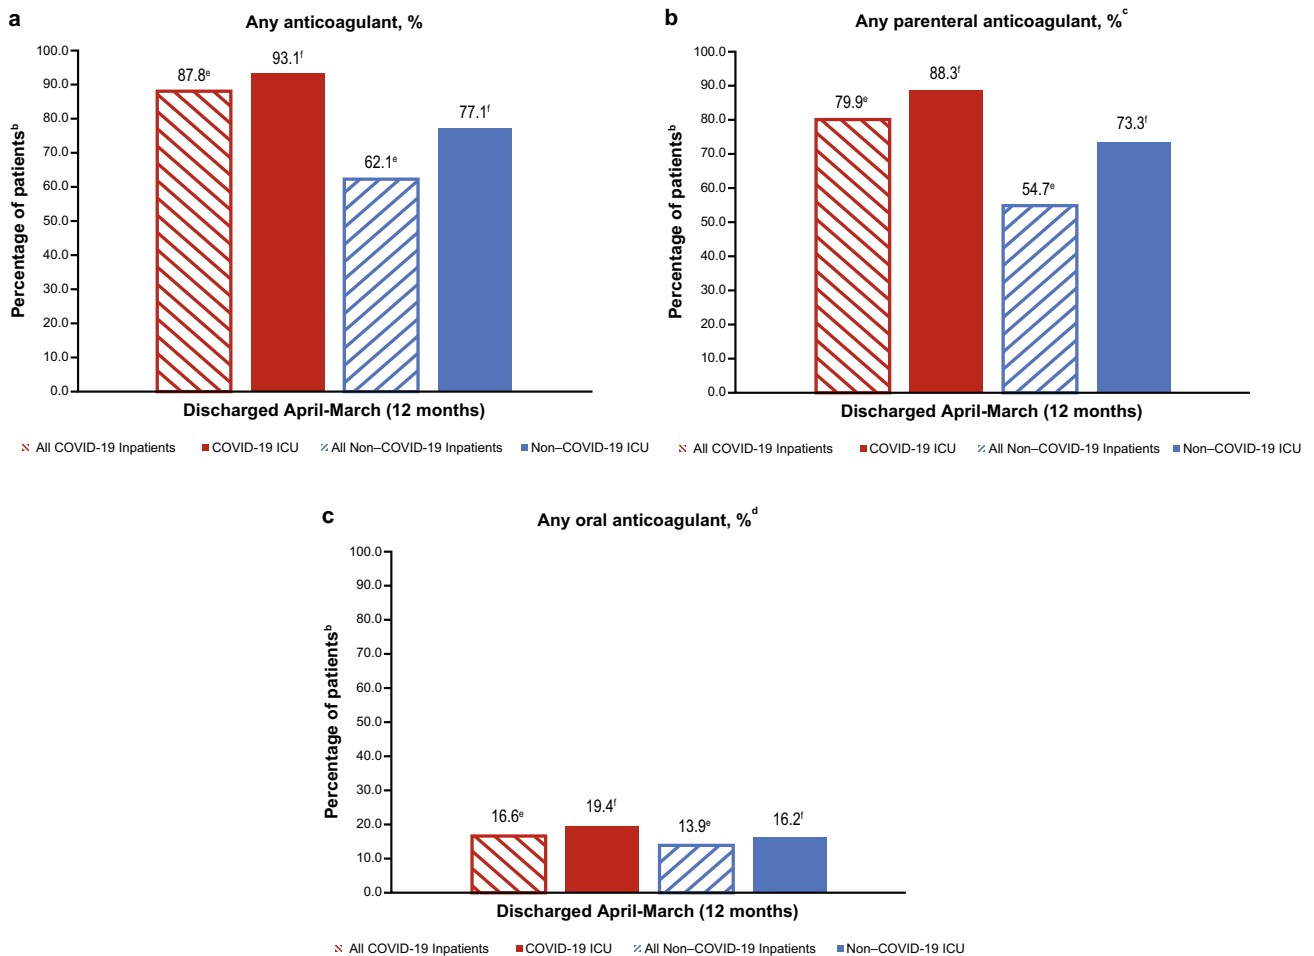 a
Any anticoagulant, %
Percentage of patientsᵇ
100.0
90.0
80.0
70.0
60.0
50.0
40.0
30.0
20.0
10.0
0.0
87.8ᵉ
93.1ᶠ
62.1ᵉ
77.1ᶠ
Discharged April-March (12 months)
All COVID-19 Inpatients COVID-19 ICU All Non–COVID-19 Inpatients Non–COVID-19 ICU
b
Any parenteral anticoagulant, %ᶜ
Percentage of patientsᵇ
100.0
90.0
80.0
70.0
60.0
50.0
40.0
30.0
20.0
10.0
0.0
79.9ᵉ
88.3ᶠ
54.7ᵉ
73.3ᶠ
Discharged April-March (12 months)
All COVID-19 Inpatients COVID-19 ICU All Non–COVID-19 Inpatients Non–COVID-19 ICU
c
Any oral anticoagulant, %ᵈ
Percentage of patientsᵇ
100.0
90.0
80.0
70.0
60.0
50.0
40.0
30.0
20.0
10.0
0.0
16.6ᵉ
19.4ᶠ
13.9ᵉ
16.2ᶠ
Discharged April-March (12 months)
All COVID-19 Inpatients COVID-19 ICU All Non–COVID-19 Inpatients Non–COVID-19 ICU